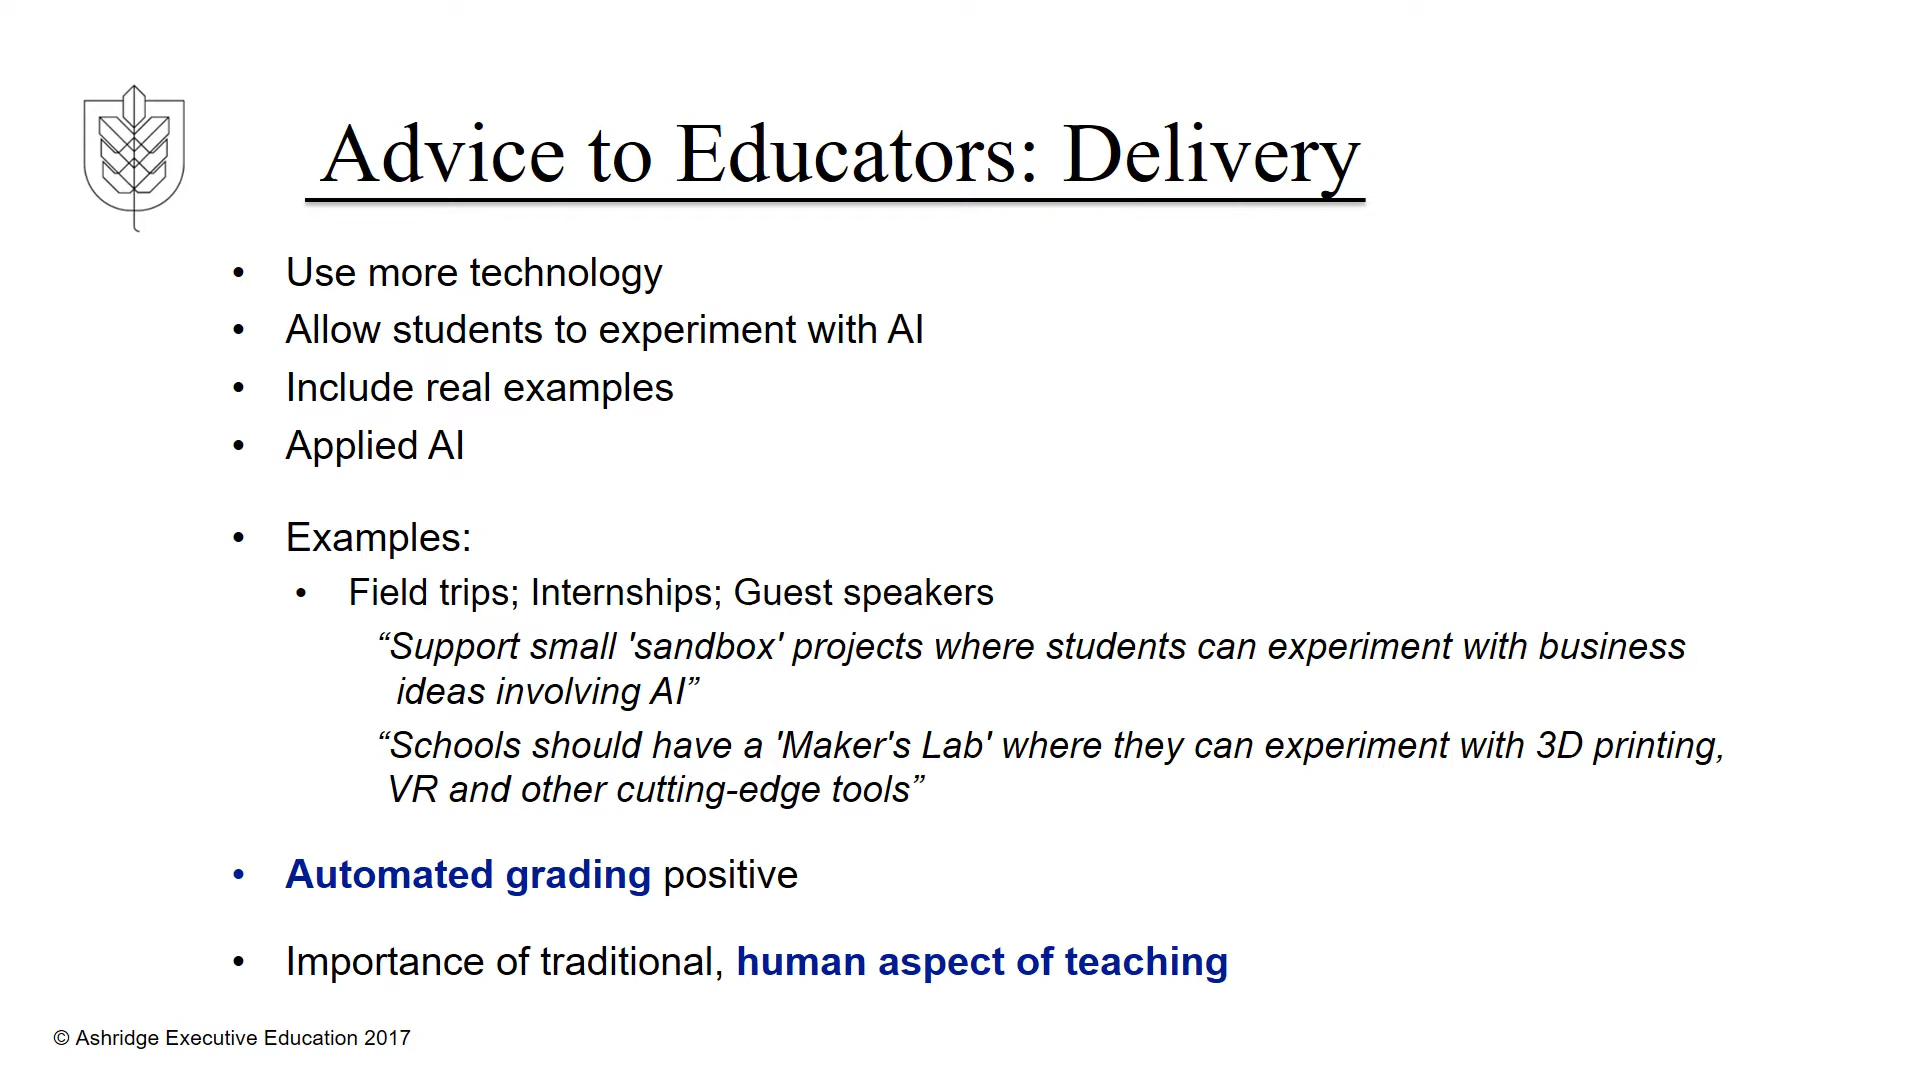 Advice to Educators: Delivery
• Use more technology
• Allow students to experiment with AI
• Include real examples
• Applied AI
• Examples:
• Field trips; Internships; Guest speakers
“Support small 'sandbox' projects where students can experiment with business
ideas involving AI”
“Schools should have a 'Maker's Lab' where they can experiment with 3D printing,
VR and other cutting-edge tools”
• Automated grading positive
• Importance of traditional, human aspect of teaching
© Ashridge Executive Education 2017